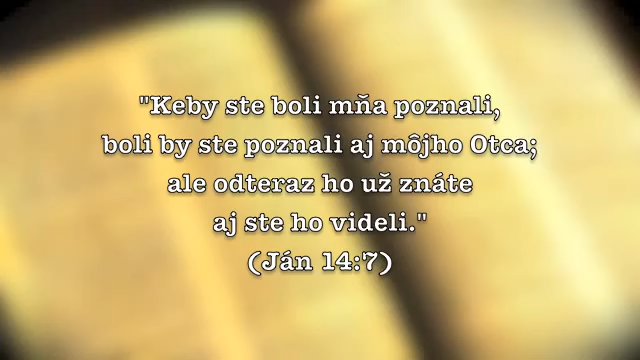 "Keby ste boli mňa poznali,
boli by ste poznali aj môjho Otca;
ale odteraz ho už znáte
aj ste ho videli."
(Ján 14:7)